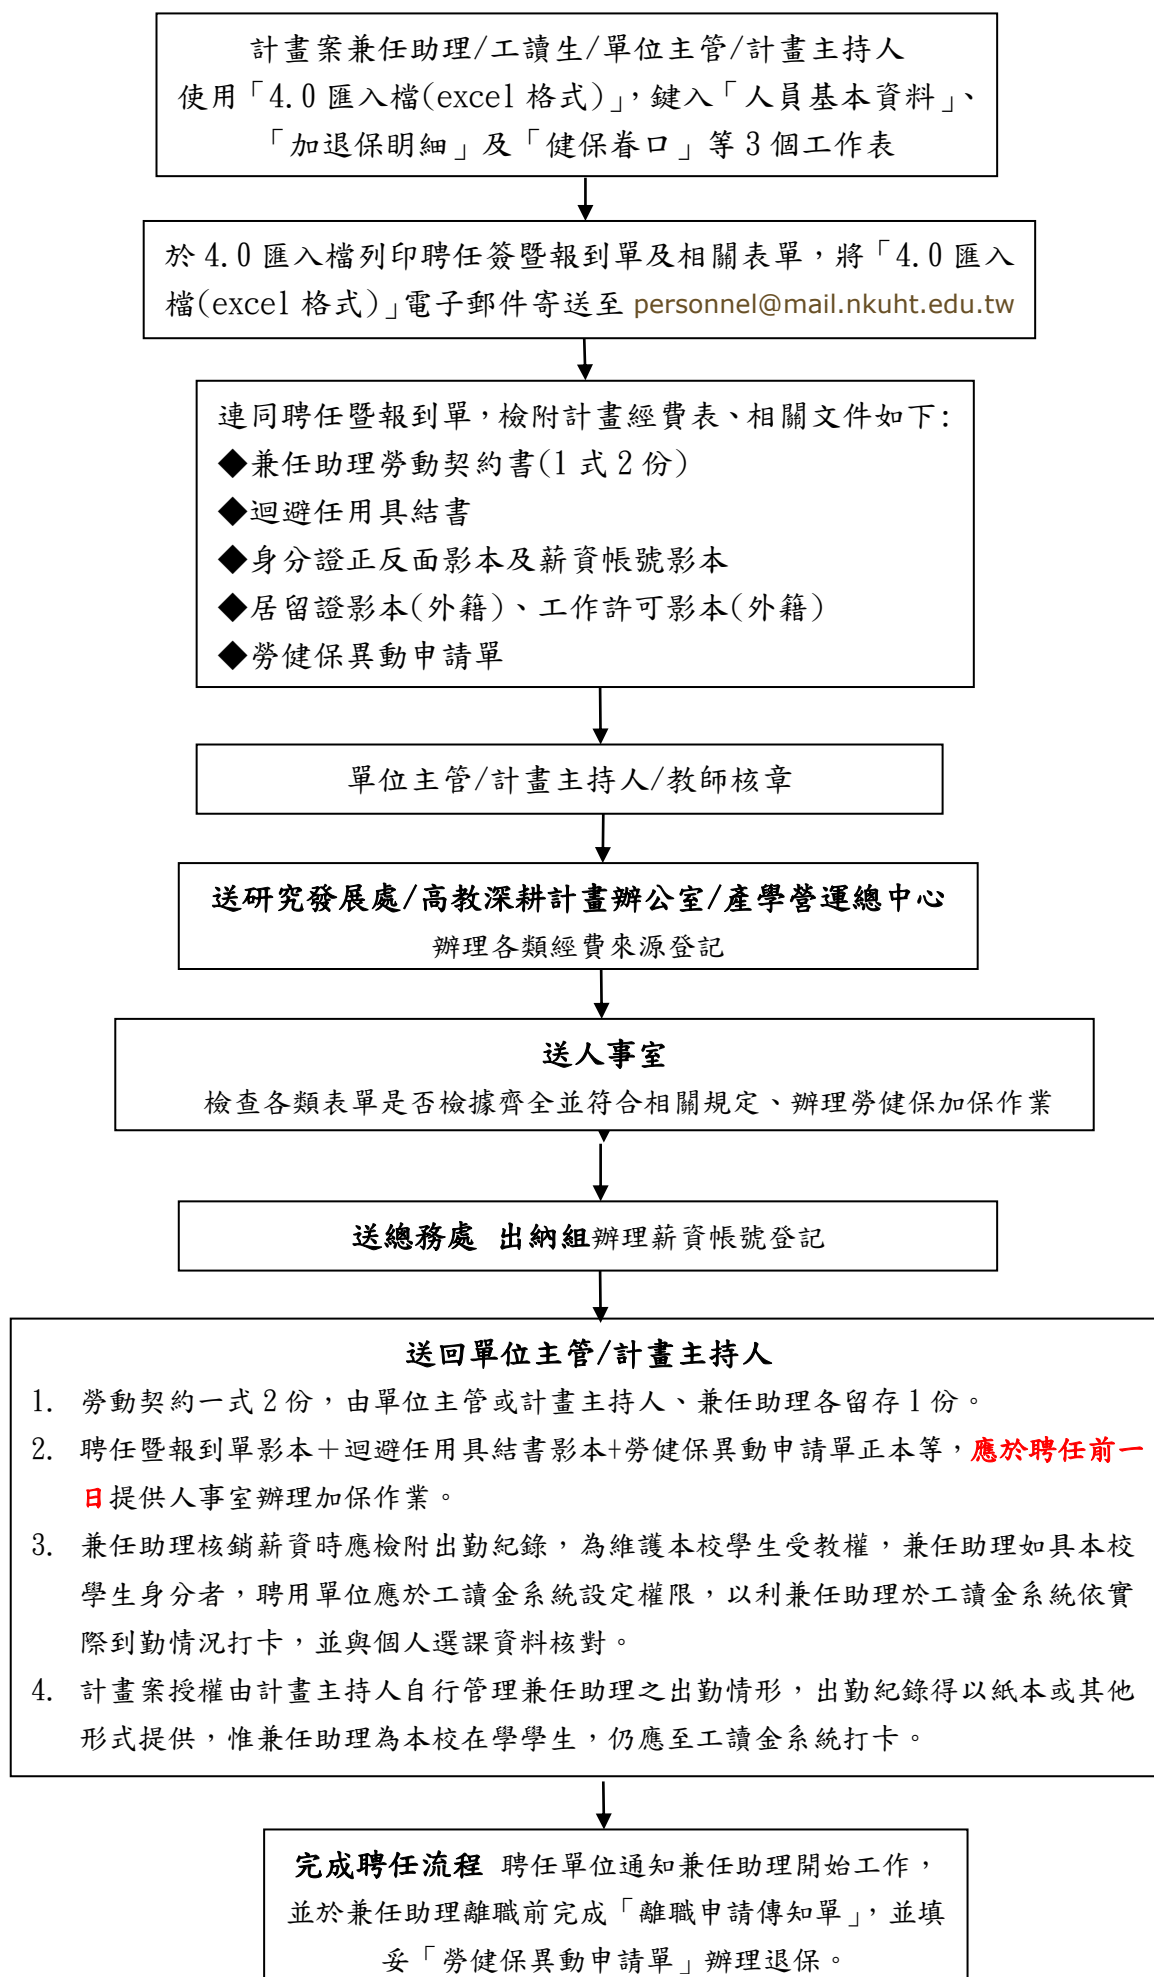 計畫案兼任助理/工讀生/單位主管/計畫主持人
使用「4.0匯入檔(excel格式)」，鍵入「人員基本資料」、
「加退保明細」及「健保眷口」等3個工作表
於4.0匯入檔列印聘任簽暨報到單及相關表單，將「4.0匯入
檔(excel格式)」電子郵件寄送至 personnel@mail.nkuht.edu.tw
連同聘任暨報到單，檢附計畫經費表、相關文件如下：
◆兼任助理勞動契約書(1式2份)
◆迴避任用具結書
◆身分證正反面影本及薪資帳號影本
◆居留證影本(外籍)、工作許可影本(外籍)
◆勞健保異動申請單
單位主管/計畫主持人/教師核章
送研究發展處/高教深耕計畫辦公室/產學營運總中心
辦理各類經費來源登記
送人事室
檢查各類表單是否檢據齊全並符合相關規定、辦理勞健保加保作業
送總務處 出納組辦理薪資帳號登記
送回單位主管/計畫主持人
1. 勞動契約一式2份，由單位主管或計畫主持人、兼任助理各留存1份。
2. 聘任暨報到單影本＋迴避任用具結書影本+勞健保異動申請單正本等，應於聘任前一
日提供人事室辦理加保作業。
3. 兼任助理核銷薪資時應檢附出勤紀錄，為維護本校學生受教權，兼任助理如具本校
學生身分者，聘用單位應於工讀金系統設定權限，以利兼任助理於工讀金系統依實
際到勤情況打卡，並與個人選課資料核對。
4. 計畫案授權由計畫主持人自行管理兼任助理之出勤情形，出勤紀錄得以紙本或其他
形式提供，惟兼任助理為本校在學學生，仍應至工讀金系統打卡。
完成聘任流程 聘任單位通知兼任助理開始工作，
並於兼任助理離職前完成「離職申請傳知單」，並填
妥「勞健保異動申請單」辦理退保。